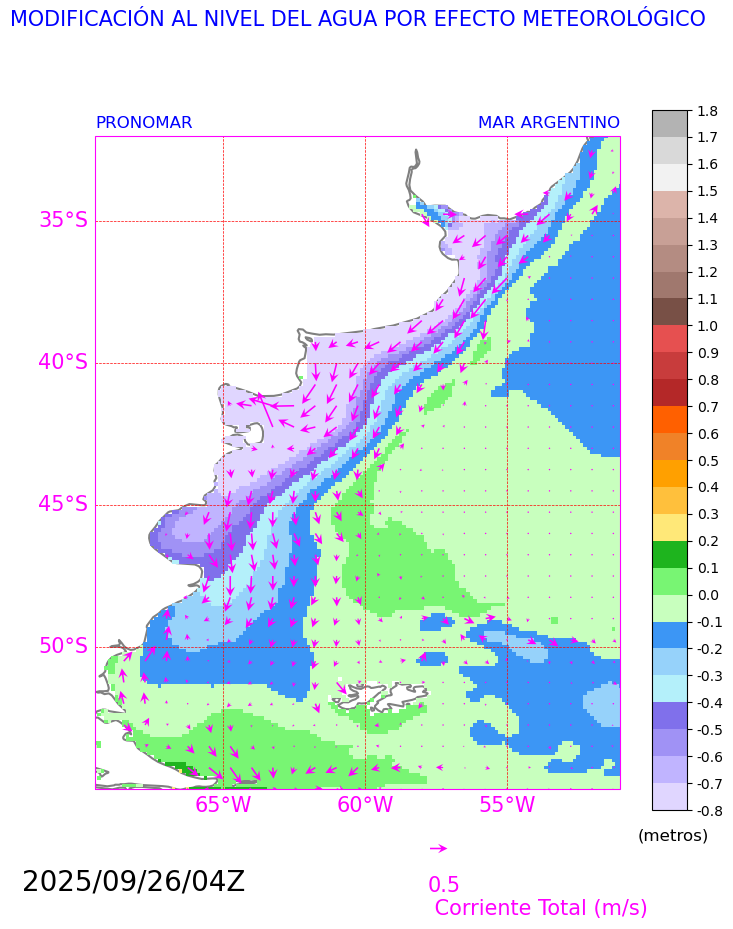 MODIFICACIÓN AL NIVEL DEL AGUA POR EFECTO METEOROLÓGICO
PRONOMAR
MAR ARGENTINO
35°S
40°S
45°S
50°S
65°W
60°W
55°W
1.8
1.7
1.6
1.5
1.4
1.3
1.2
1.1
1.0
0.9
0.8
0.7
0.6
0.5
0.4
0.3
0.2
0.1
0.0
-0.1
-0.2
-0.3
-0.4
-0.5
-0.6
-0.7
-0.8
(metros)
2025/09/26/04Z
0.5
Corriente Total (m/s)